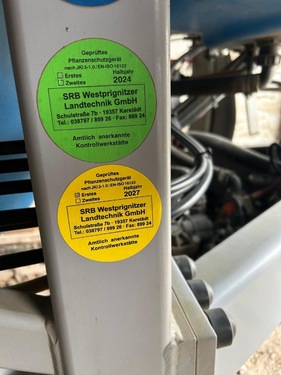 Geprüftes
Pflanzenschutzgerät
nach JKI 3-1.0 / EN-ISO 16122
Erstes Halbjahr
Zweites 2024
SRB Westprignitzer
Landtechnik GmbH
Schulstraße 7b · 19357 Karstädt
Tel.: 038797 / 899 26 · Fax: 899 24
Amtlich anerkannte
Kontrollwerkstätte
Geprüftes
Pflanzenschutzgerät
nach JKI 3-1.0 / EN-ISO 16122
Erstes Halbjahr
Zweites 2027
SRB Westprignitzer
Landtechnik GmbH
Schulstraße 7b · 19357 Karstädt
Tel.: 038797 / 899 26 · Fax: 899 24
Amtlich anerkannte
Kontrollwerkstätte